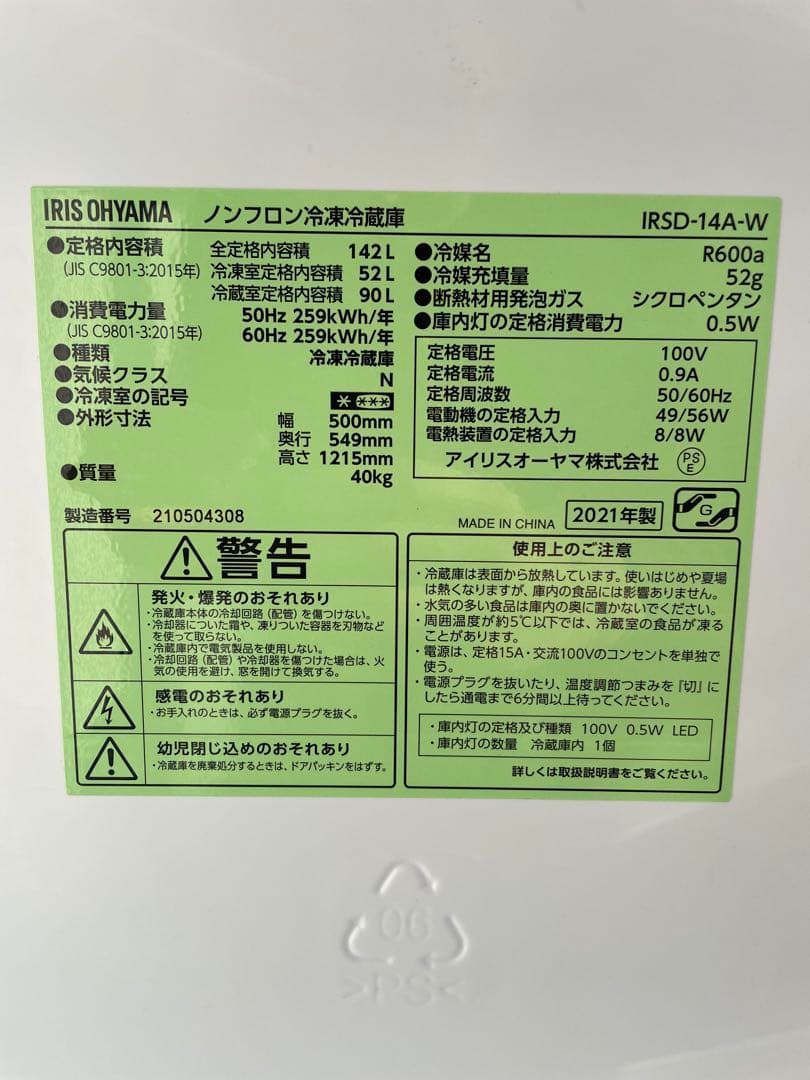 IRIS OHYAMA ノンフロン冷凍冷蔵庫 IRSD-14A-W
●定格内容積 全定格内容積 142L
(JIS C9801-3:2015年) 冷凍室定格内容積 52L
冷蔵室定格内容積 90L
●消費電力量 50Hz 259kWh/年
(JIS C9801-3:2015年) 60Hz 259kWh/年
●種類 冷凍冷蔵庫
●気候クラス N
●冷凍室の記号
●外形寸法 幅 500mm
奥行 549mm
高さ 1215mm
●質量 40kg
製造番号 210504308
●冷媒名 R600a
●冷媒充填量 52g
●断熱材用発泡ガス シクロペンタン
●庫内灯の定格消費電力 0.5W
定格電圧 100V
定格電流 0.9A
定格周波数 50/60Hz
電動機の定格入力 49/56W
電熱装置の定格入力 8/8W
アイリスオーヤマ株式会社 PSE
MADE IN CHINA 2021年製 G
警告
発火・爆発のおそれあり
・冷蔵庫本体の冷却回路(配管)を傷つけない。
・冷却器についた霜や、凍りついた容器を刃物など
を使って取らない。
・冷蔵庫内で電気製品を使用しない。
・冷却回路(配管)や冷却器を傷つけた場合は、火
気の使用を避け、窓を開けて換気する。
感電のおそれあり
・お手入れのときは、必ず電源プラグを抜く。
幼児閉じ込めのおそれあり
・冷蔵庫を廃棄処分するときは、ドアパッキンをはずす。
使用上のご注意
・冷蔵庫は表面から放熱しています。使いはじめや夏場
は熱くなりますが、庫内の食品には影響ありません。
・水気の多い食品は庫内の奥に置かないでください。
・周囲温度が約5℃以下では、冷蔵室の食品が凍る
ことがあります。
・電源は、定格15A・交流100Vのコンセントを単独で
使う。
・電源プラグを抜いたり、温度調節つまみを「切」に
したら通電まで6分間以上待ってください。
・庫内灯の定格及び種類 100V 0.5W LED
・庫内灯の数量 冷蔵庫内 1個
詳しくは取扱説明書をご覧ください。
06
>PS<